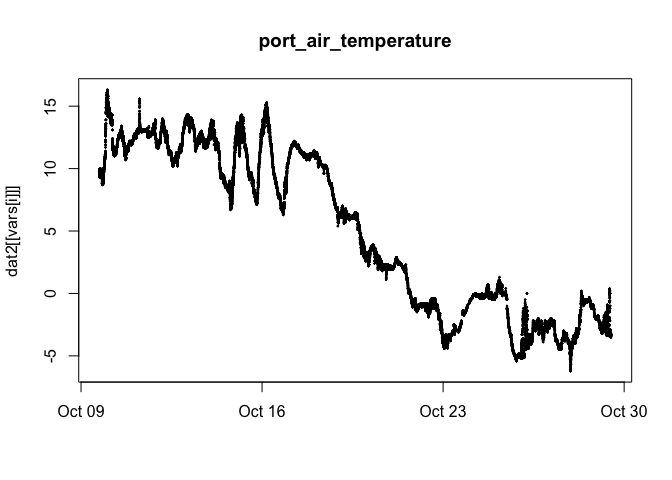 port_air_temperature
dat2[[vars[i]]]
15
10
5
0
-5
Oct 09
Oct 16
Oct 23
Oct 30